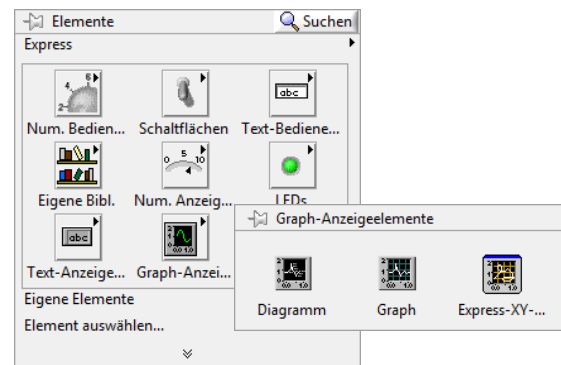 Elemente
Suchen
Express
Num. Bedien...
Schaltflächen
Text-Bediene...
Eigene Bibl.
Num. Anzeig...
LEDs
Text-Anzeige...
Graph-Anzei...
Eigene Elemente
Element auswählen...
Graph-Anzeigeelemente
Diagramm
Graph
Express-XY-...